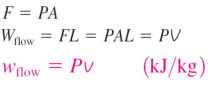 F = PA
W_flow = FL = PAL = PV
w_flow = Pv (kJ/kg)